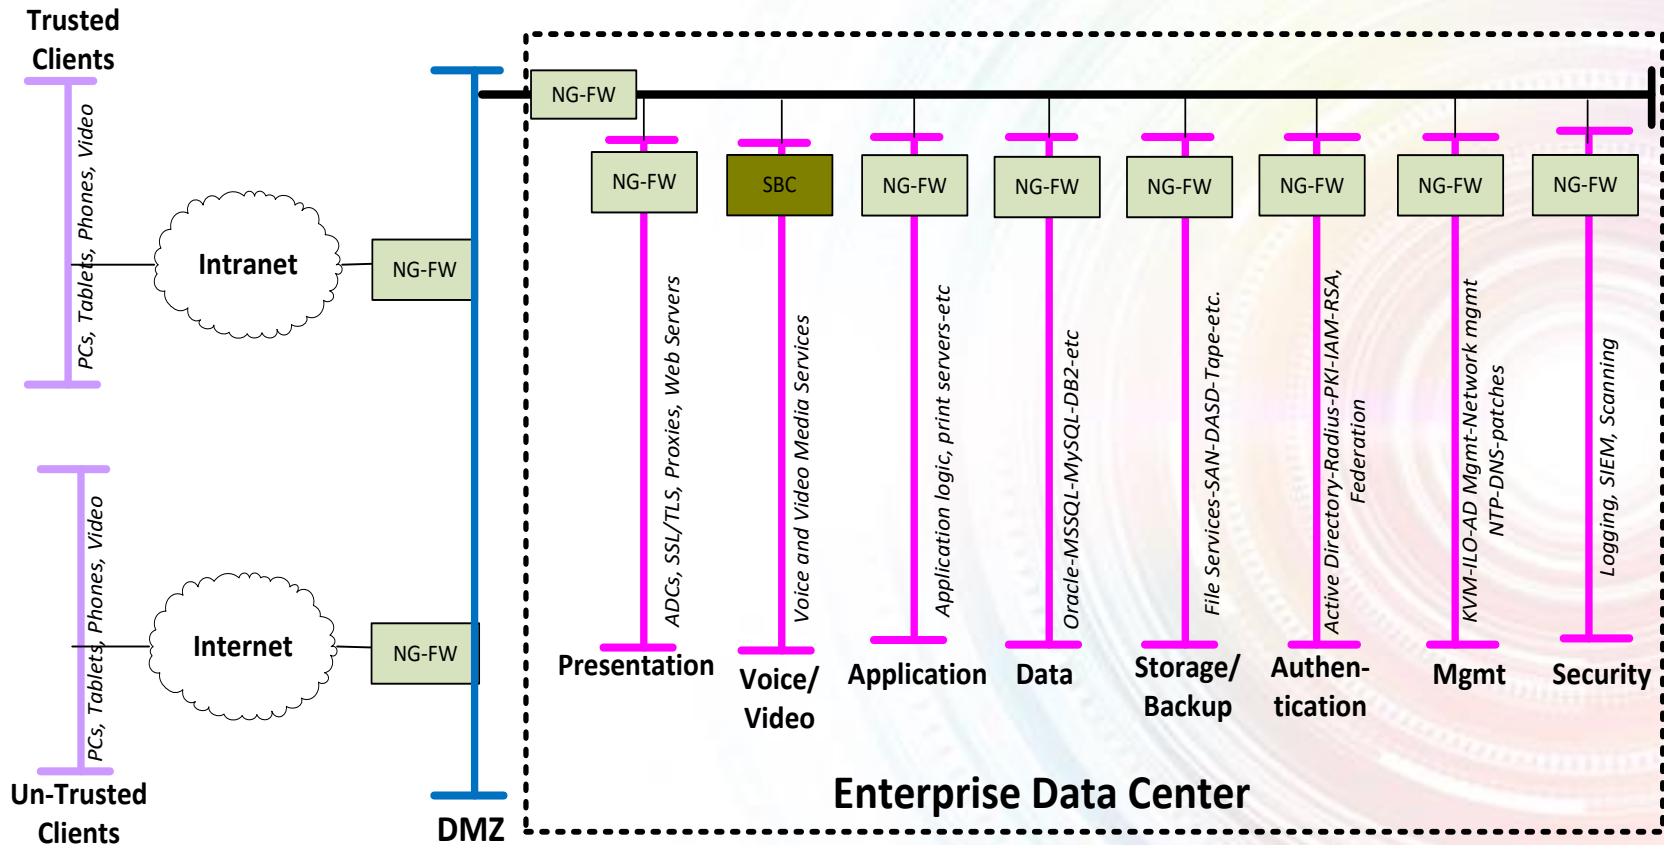 Trusted
Clients
PCs, Tablets, Phones, Video
Intranet
NG-FW
PCs, Tablets, Phones, Video
Internet
NG-FW
Un-Trusted
Clients
DMZ
NG-FW
NG-FW
SBC
NG-FW
NG-FW
NG-FW
NG-FW
NG-FW
NG-FW
ADCs, SSL/TLS, Proxies, Web Servers
Voice and Video Media Services
Application logic, print servers-etc
Oracle-MSSQL-MySQL-DB2-etc
File Services-SAN-DASD-Tape-etc.
Active Directory-Radius-PKI-IAM-RSA,
Federation
KVM-ILO-AD Mgmt-Network mgmt
NTP-DNS-patches
Logging, SIEM, Scanning
Presentation
Voice/
Video
Application
Data
Storage/
Backup
Authen-
tication
Mgmt
Security
Enterprise Data Center